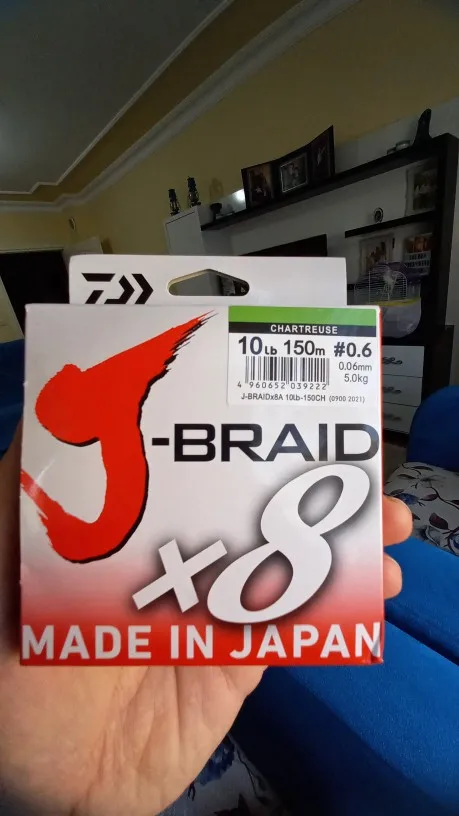 CHARTREUSE
10Lb 150m #0.6
0.06mm
5.0kg
4 960652 039222
J-BRAIDx8A 10lb-150CH (0900 2021)
J-BRAID
×8
MADE IN JAPAN